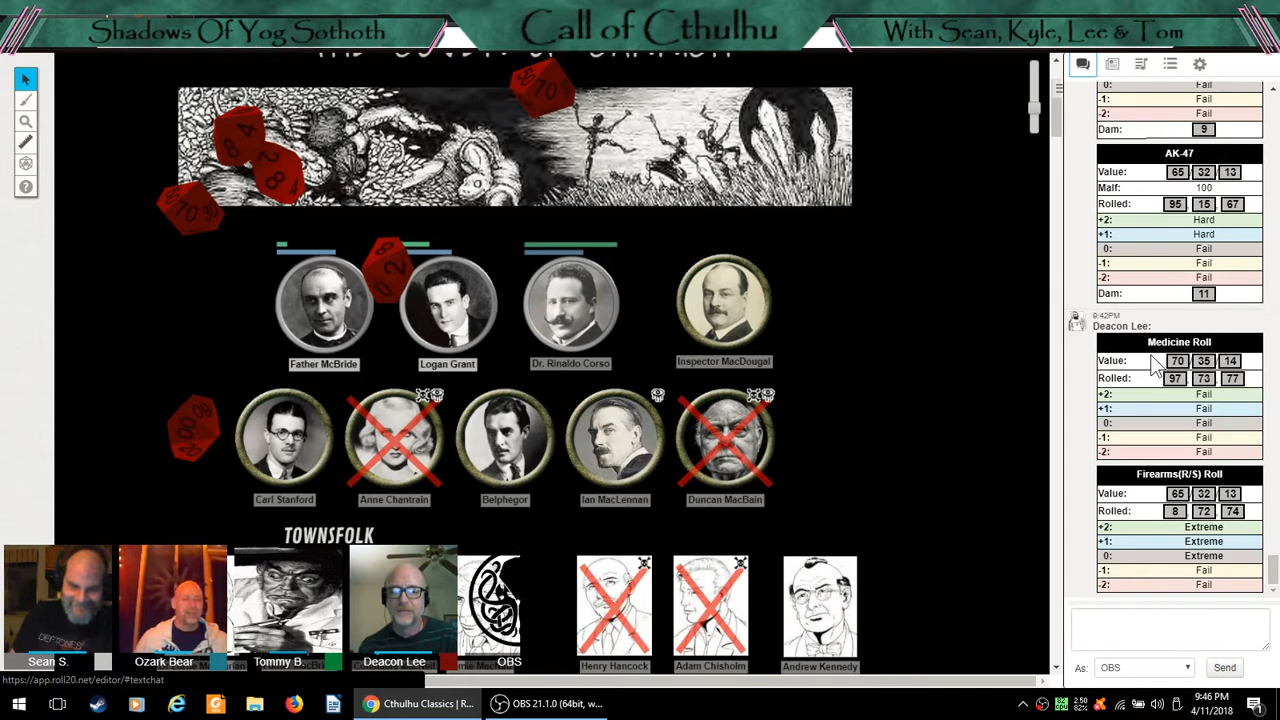 Shadows Of Yog Sothoth
Call of Cthulhu
With Sean, Kyle, Lee & Tom
0:
Fail
-1:
Fail
-2:
Fail
Dam:
9
AK-47
Value:
65
32
13
Malf:
100
Rolled:
95
15
67
+2:
Hard
+1:
Hard
0:
Fail
-1:
Fail
-2:
Fail
Dam:
11
9:42PM
Deacon Lee:
Medicine Roll
Value:
70
35
14
Rolled:
97
73
77
+2:
Fail
+1:
Fail
0:
Fail
-1:
Fail
-2:
Fail
Firearms(R/S) Roll
Value:
65
32
13
Rolled:
8
72
74
+2:
Extreme
+1:
Extreme
0:
Extreme
-1:
Fail
-2:
Fail
As:
OBS
Send
Father McBride
Logan Grant
Dr. Rinaldo Corso
Inspector MacDougal
Carl Stanford
Anne Chantrain
Belphegor
Ian MacLennan
Duncan MacBain
TOWNSFOLK
Henry Hancock
Adam Chisholm
Andrew Kennedy
DEFTONES
Sean S.
Ozark Bear
Tommy B.
Deacon Lee
OBS
https://app.roll20.net/editor/#textchat
Cthulhu Classics | R...
OBS 21.1.0 (64bit, w...
9:46 PM
4/11/2018